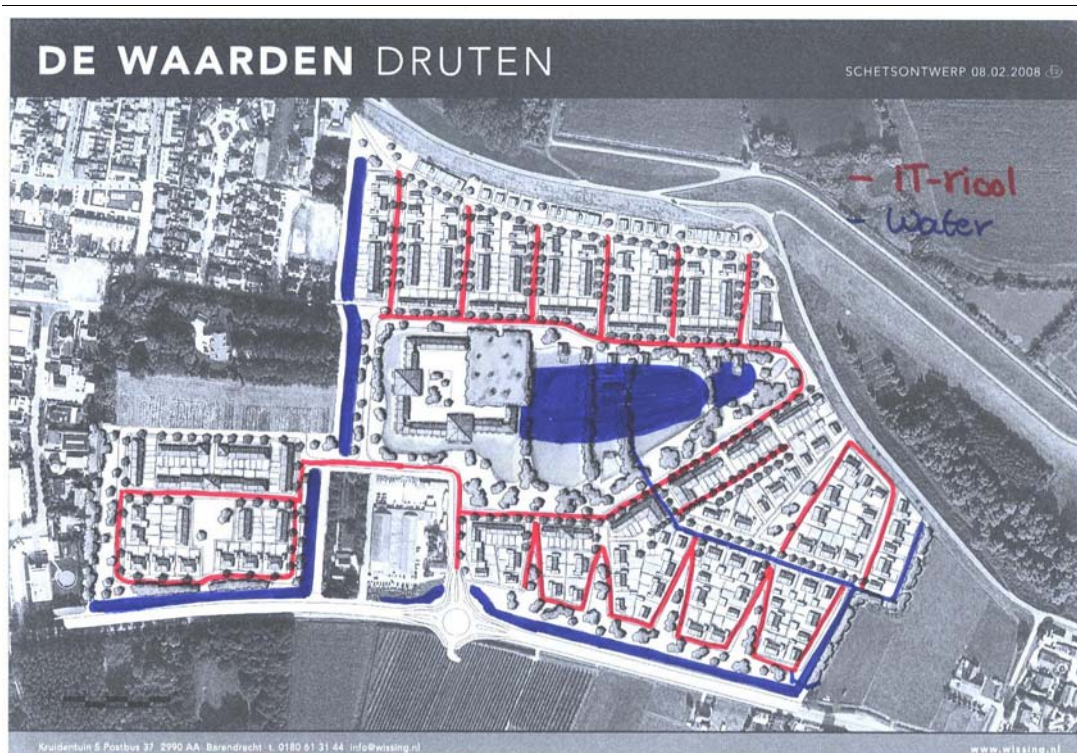 DE WAARDEN DRUTEN
SCHETSONTWERP 08.02.2008
- IT-riool
- Water
Kruidentuin 5 Postbus 37 2990 AA Barendrecht t. 0180 61 31 44 info@wissing.nl
www.wissing.nl